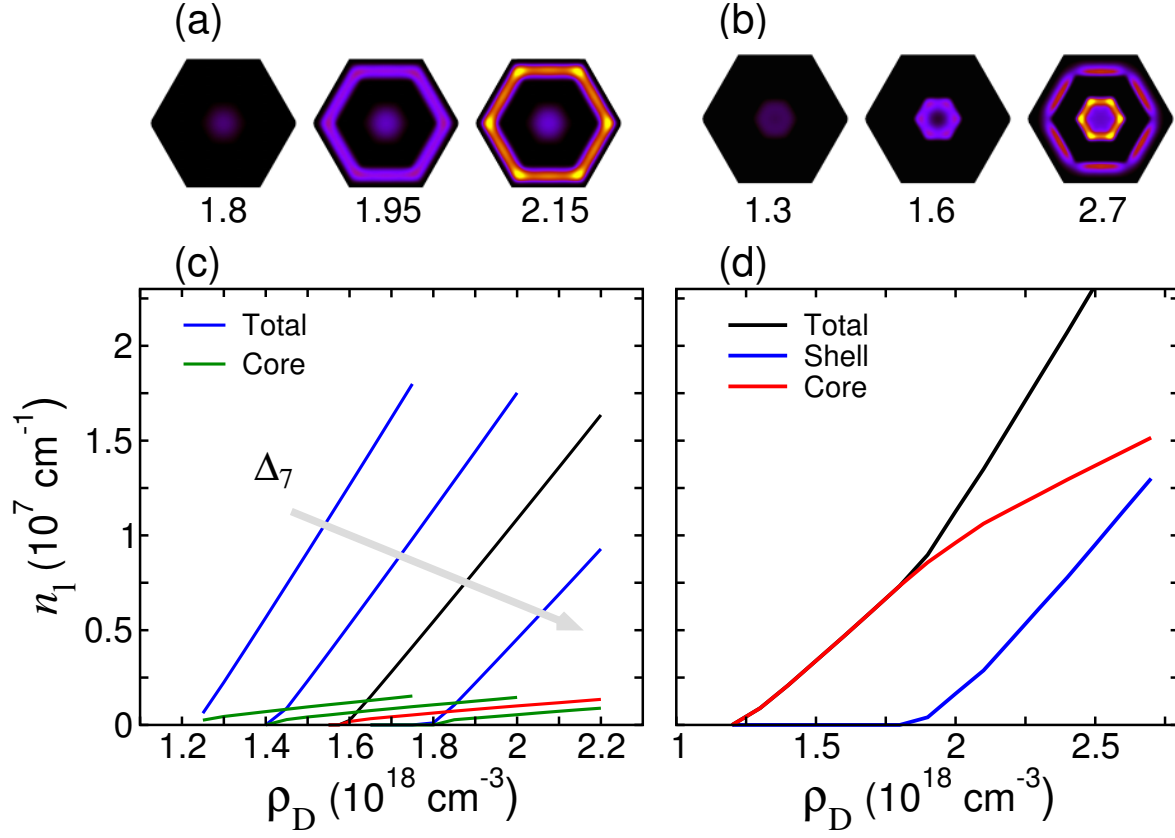 (a) (b)
1.8 1.95 2.15 1.3 1.6 2.7
(c) (d)
Total
Core
Δ7
2
1.5
1
0.5
0
1.2 1.4 1.6 1.8 2 2.2
n1 (10^7 cm^-1)
ρD (10^18 cm^-3)
Total
Shell
Core
1 1.5 2 2.5
ρD (10^18 cm^-3)